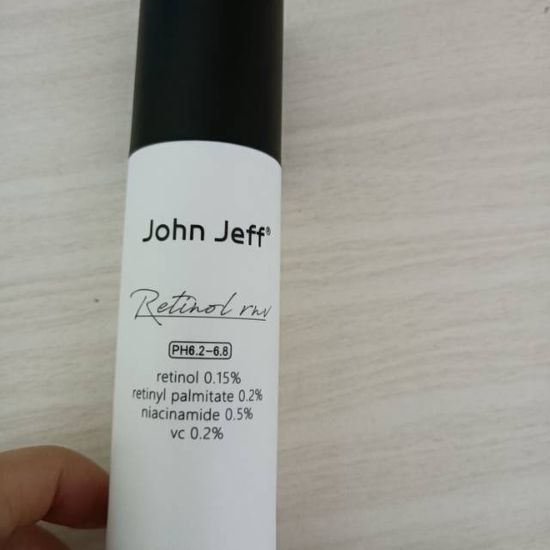 John Jeff®
Retinol rnv
PH6.2-6.8
retinol 0.15%
retinyl palmitate 0.2%
niacinamide 0.5%
vc 0.2%